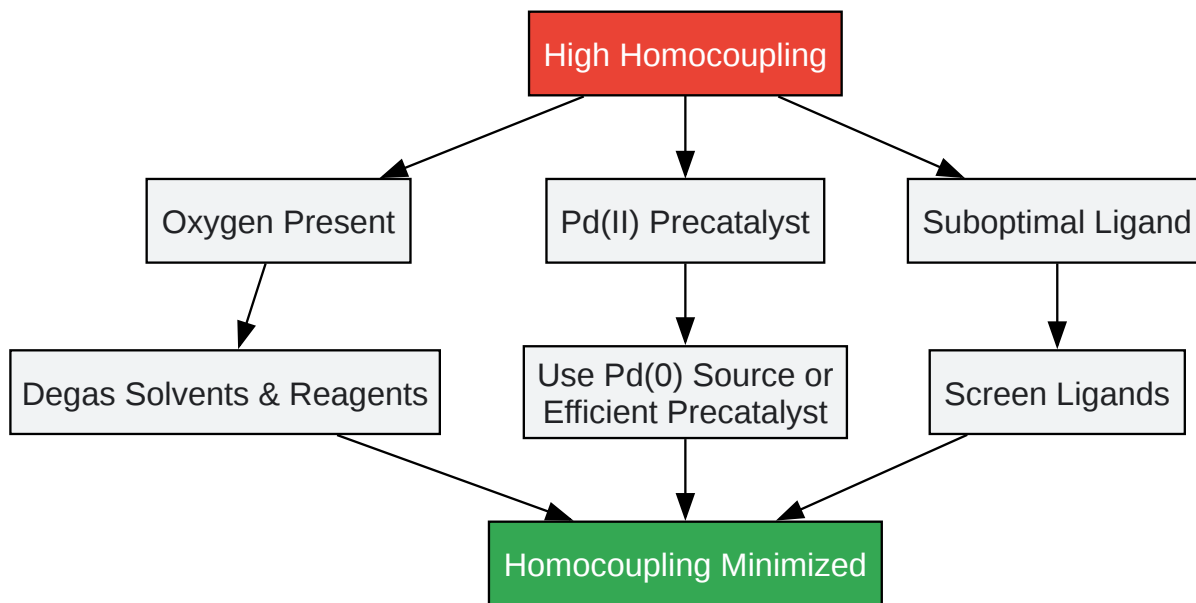 High Homocoupling
Oxygen Present
Pd(II) Precatalyst
Suboptimal Ligand
Degas Solvents & Reagents
Use Pd(0) Source or
Efficient Precatalyst
Screen Ligands
Homocoupling Minimized